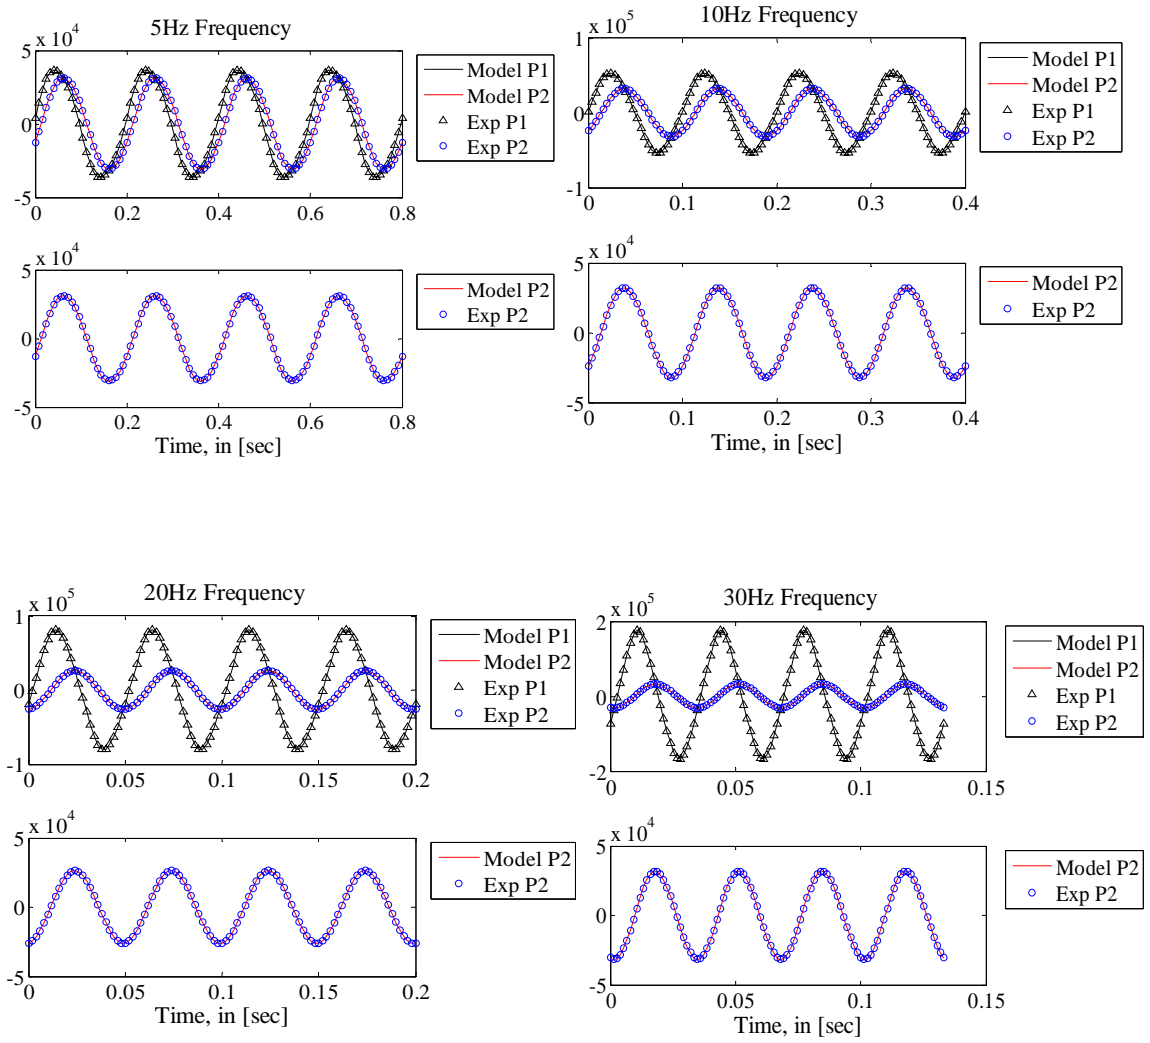 5Hz Frequency
x 10^4
5
0
-5
0 0.2 0.4 0.6 0.8
Model P1
Model P2
Exp P1
Exp P2
x 10^4
5
0
-5
0 0.2 0.4 0.6 0.8
Time, in [sec]
Model P2
Exp P2
10Hz Frequency
x 10^5
1
0
-1
0 0.1 0.2 0.3 0.4
Model P1
Model P2
Exp P1
Exp P2
x 10^4
5
0
-5
0 0.1 0.2 0.3 0.4
Time, in [sec]
Model P2
Exp P2
20Hz Frequency
x 10^5
1
0
-1
0 0.05 0.1 0.15 0.2
Model P1
Model P2
Exp P1
Exp P2
x 10^4
5
0
-5
0 0.05 0.1 0.15 0.2
Time, in [sec]
Model P2
Exp P2
30Hz Frequency
x 10^5
2
0
-2
0 0.05 0.1 0.15
Model P1
Model P2
Exp P1
Exp P2
x 10^4
5
0
-5
0 0.05 0.1 0.15
Time, in [sec]
Model P2
Exp P2